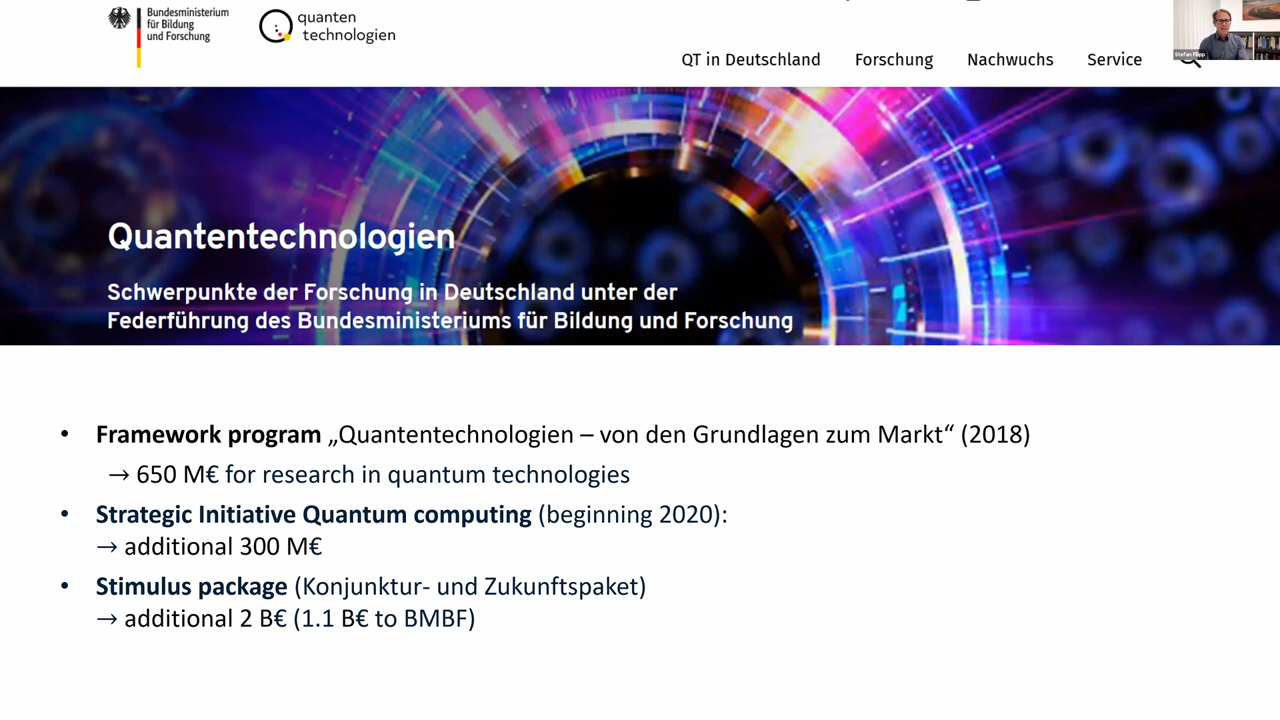 Bundesministerium
für Bildung
und Forschung
quanten
technologien
QT in Deutschland
Forschung
Nachwuchs
Service
Stefan Filipp
Quantentechnologien
Schwerpunkte der Forschung in Deutschland unter der
Federführung des Bundesministeriums für Bildung und Forschung
• Framework program „Quantentechnologien – von den Grundlagen zum Markt“ (2018)
→ 650 M€ for research in quantum technologies
• Strategic Initiative Quantum computing (beginning 2020):
→ additional 300 M€
• Stimulus package (Konjunktur- und Zukunftspaket)
→ additional 2 B€ (1.1 B€ to BMBF)